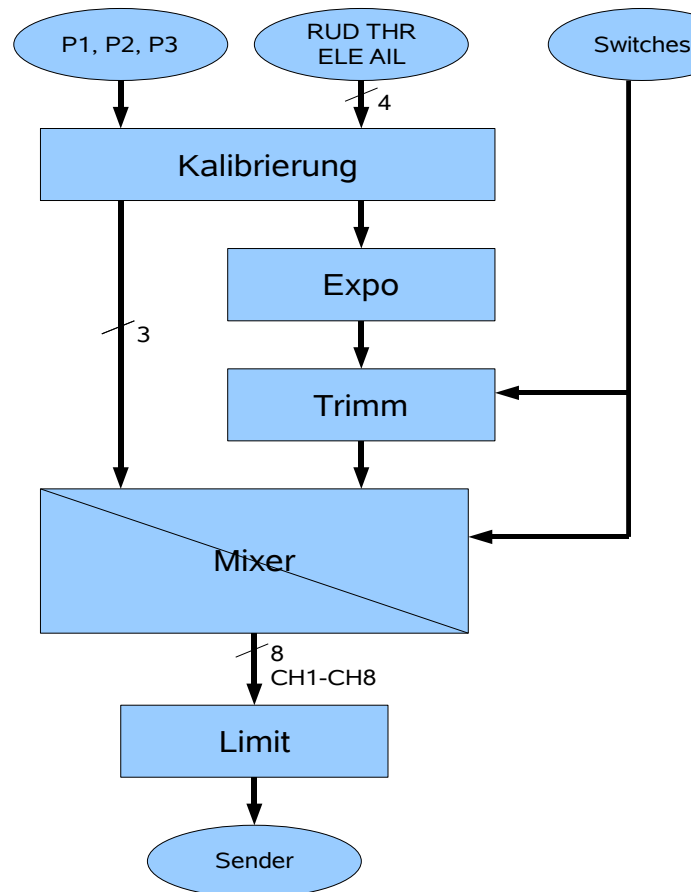 P1, P2, P3
RUD THR
ELE AIL
Switches
4
Kalibrierung
Expo
3
Trimm
Mixer
8
CH1-CH8
Limit
Sender